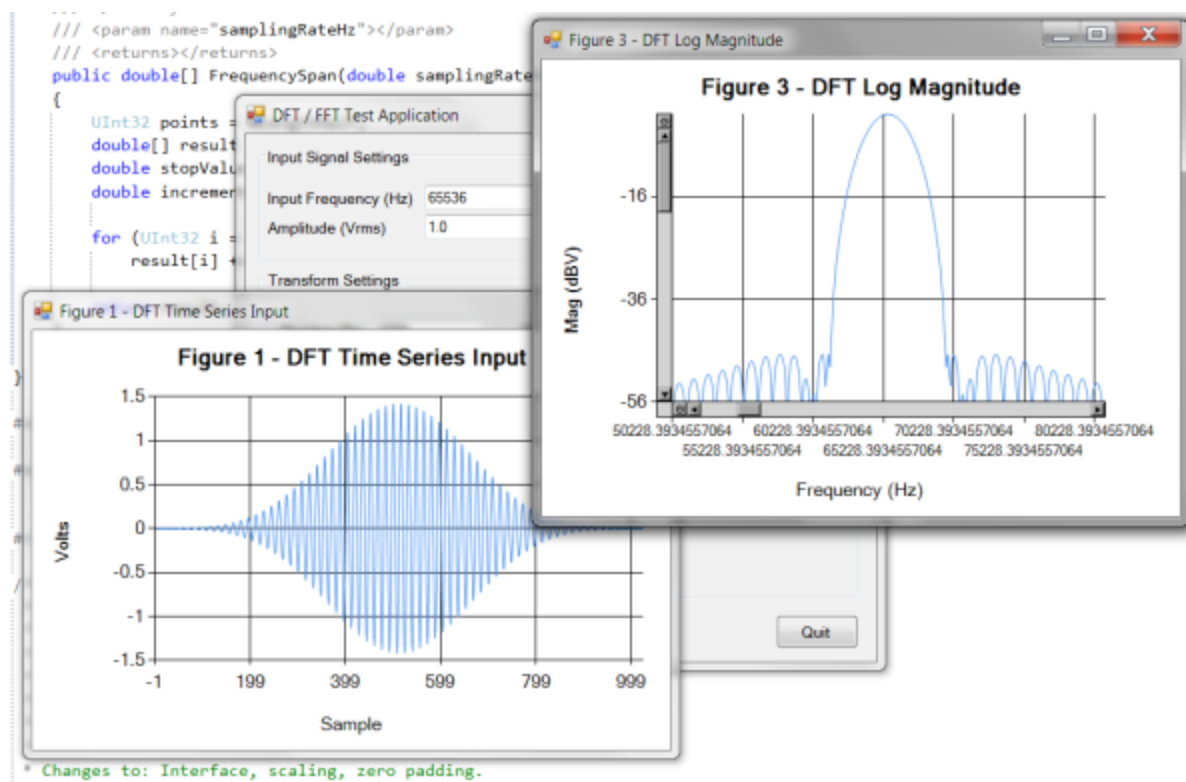 /// <param name="samplingRateHz"></param>
/// <returns></returns>
public double[] FrequencySpan(double samplingRate
{
UInt32 points =
double[] result
double stopValu
double incremen
for (UInt32 i =
result[i]
DFT / FFT Test Application
Input Signal Settings
Input Frequency (Hz) 65536
Amplitude (Vrms) 1.0
Transform Settings
Quit
Figure 3 - DFT Log Magnitude
Figure 3 - DFT Log Magnitude
Mag (dBV)
-16
-36
-56
50228.3934557064 60228.3934557064 70228.3934557064 80228.3934557064
55228.3934557064 65228.3934557064 75228.3934557064
Frequency (Hz)
Figure 1 - DFT Time Series Input
Figure 1 - DFT Time Series Input
Volts
1.5
1
0.5
0
-0.5
-1
-1.5
-1 199 399 599 799 999
Sample
}
* Changes to: Interface, scaling, zero padding.